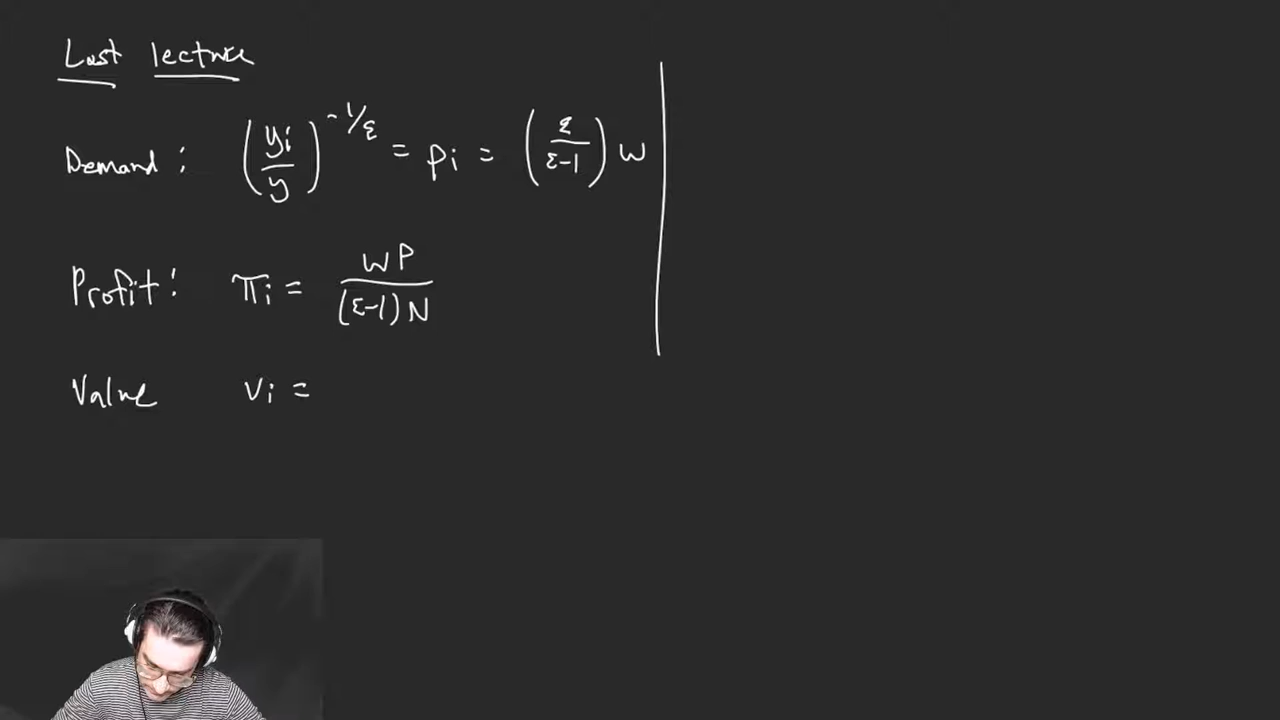 Last lecture
Demand: (yi/y)^(-1/ε) = pi = (ε/(ε-1)) w
Profit: πi = wP/((ε-1)N)
Value vi =